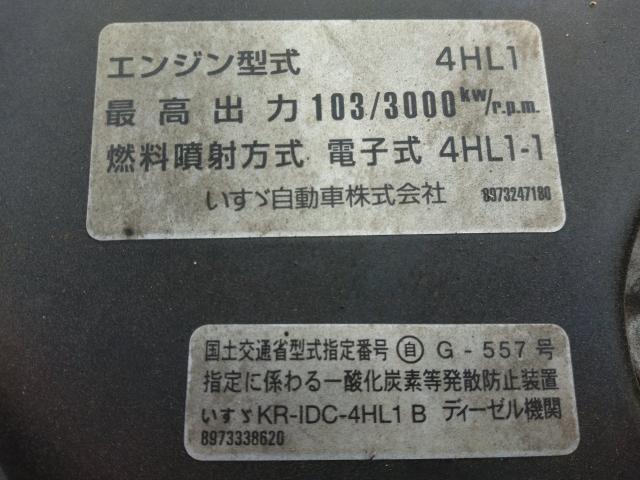 エンジン型式 4HL1
最高出力 103/3000 kw/r.p.m.
燃料噴射方式 電子式 4HL1-1
いすゞ自動車株式会社 8973247180
国土交通省型式指定番号 自 G-557号
指定に係わる一酸化炭素等発散防止装置
いすゞKR-IDC-4HL1 B ディーゼル機関
8973338620